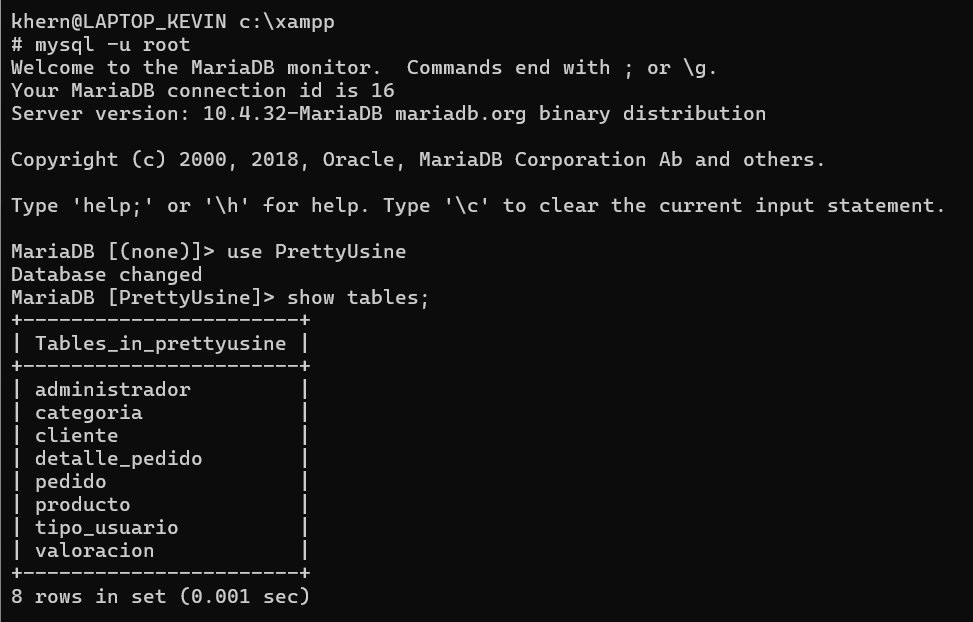 khern@LAPTOP_KEVIN c:\xampp
# mysql -u root
Welcome to the MariaDB monitor.  Commands end with ; or \g.
Your MariaDB connection id is 16
Server version: 10.4.32-MariaDB mariadb.org binary distribution

Copyright (c) 2000, 2018, Oracle, MariaDB Corporation Ab and others.

Type 'help;' or '\h' for help. Type '\c' to clear the current input statement.

MariaDB [(none)]> use PrettyUsine
Database changed
MariaDB [PrettyUsine]> show tables;
+-----------------------+
| Tables_in_prettyusine |
+-----------------------+
| administrador         |
| categoria             |
| cliente               |
| detalle_pedido        |
| pedido                |
| producto              |
| tipo_usuario          |
| valoracion            |
+-----------------------+
8 rows in set (0.001 sec)